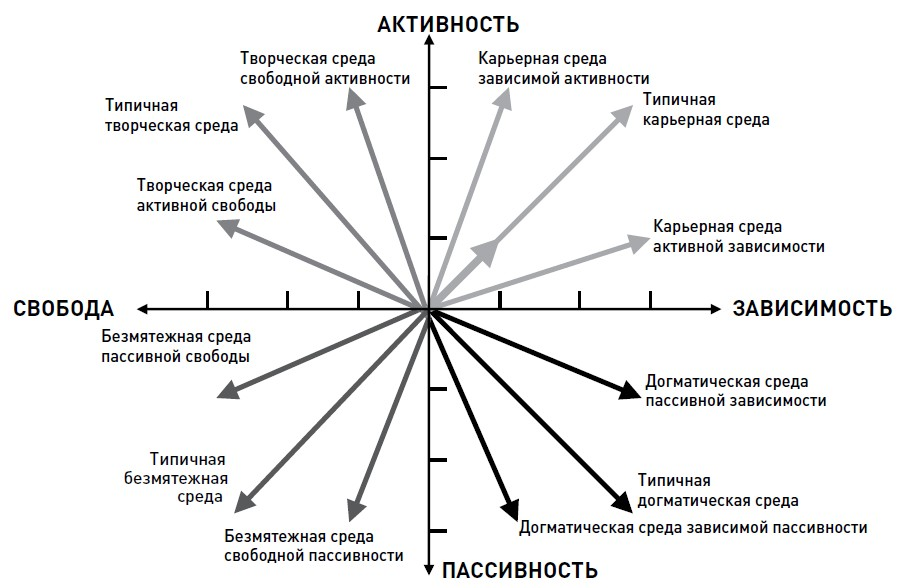 АКТИВНОСТЬ
Творческая среда
свободной активности
Карьерная среда
зависимой активности
Типичная
творческая среда
Типичная
карьерная среда
Творческая среда
активной свободы
Карьерная среда
активной зависимости
СВОБОДА
ЗАВИСИМОСТЬ
Безмятежная среда
пассивной свободы
Догматическая среда
пассивной зависимости
Типичная
безмятежная
среда
Типичная
догматическая среда
Безмятежная среда
свободной пассивности
Догматическая среда зависимой пассивности
ПАССИВНОСТЬ